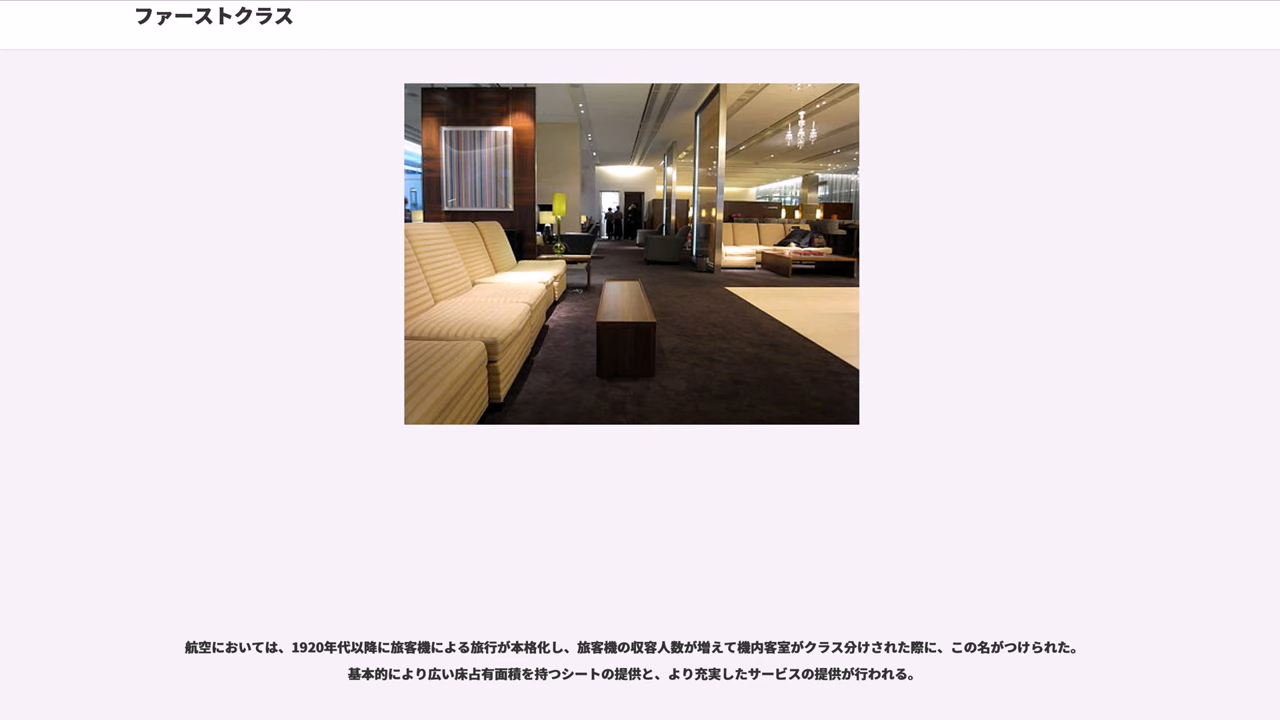 ファーストクラス
航空においては、1920年代以降に旅客機による旅行が本格化し、旅客機の収容人数が増えて機内客室がクラス分けされた際に、この名がつけられた。
基本的により広い床占有面積を持つシートの提供と、より充実したサービスの提供が行われる。